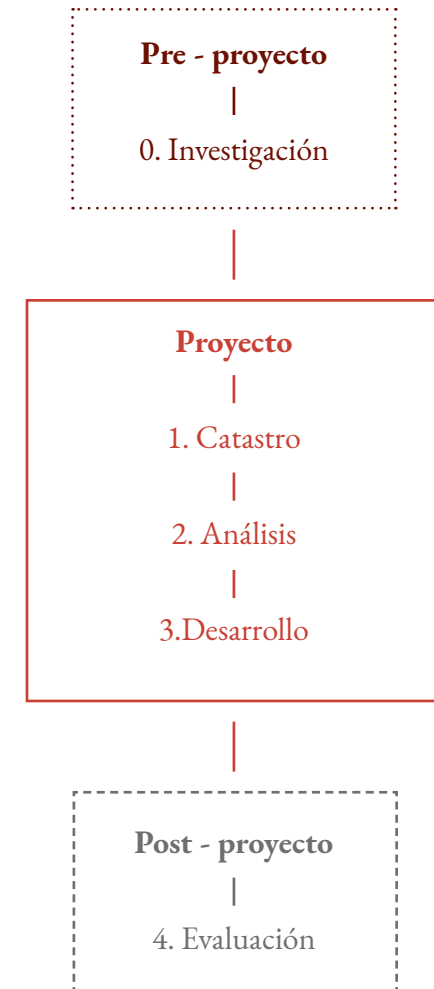 Pre - proyecto
0. Investigación
Proyecto
1. Catastro
2. Análisis
3.Desarrollo
Post - proyecto
4. Evaluación